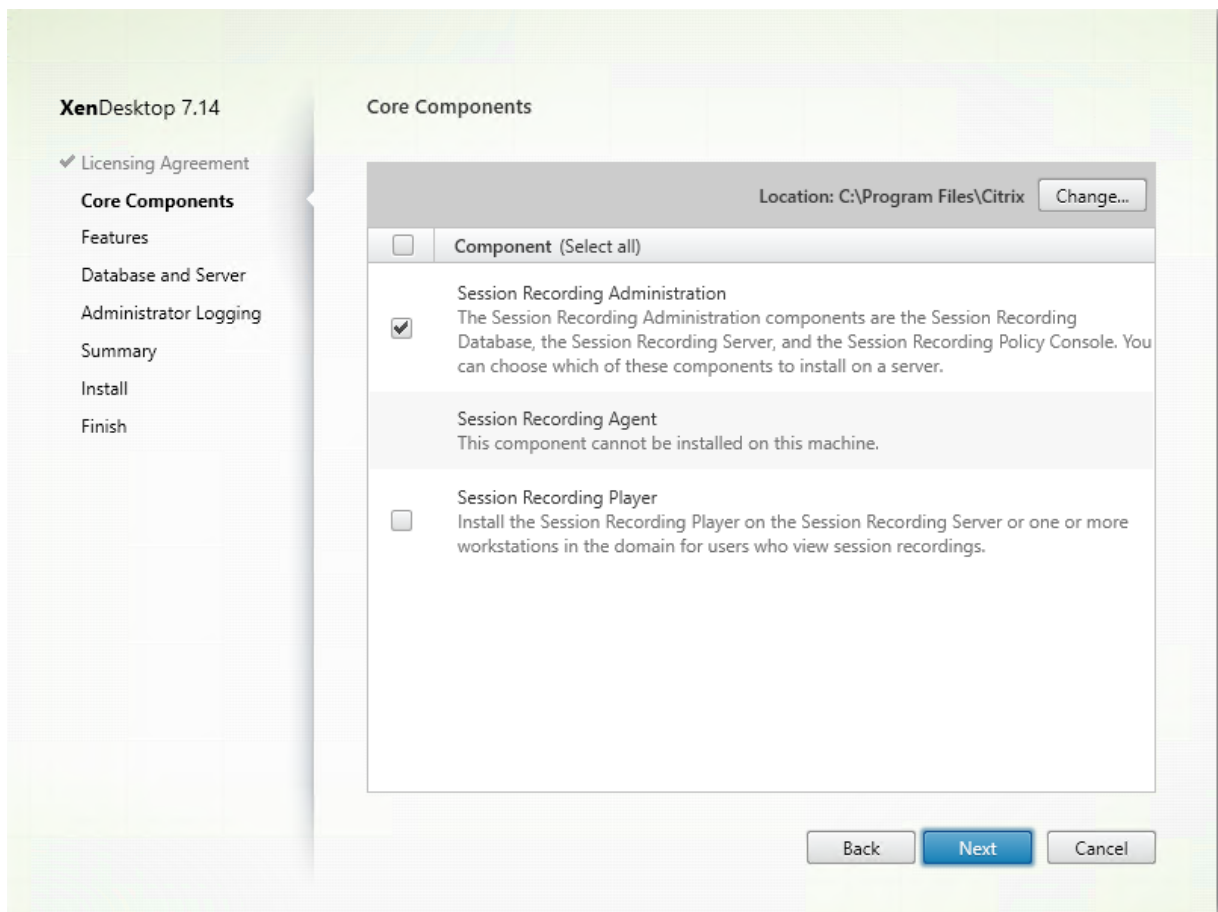 XenDesktop 7.14
Licensing Agreement
Core Components
Features
Database and Server
Administrator Logging
Summary
Install
Finish
Core Components
Location: C:\Program Files\Citrix
Change...
Component (Select all)
Session Recording Administration
The Session Recording Administration components are the Session Recording
Database, the Session Recording Server, and the Session Recording Policy Console. You
can choose which of these components to install on a server.
Session Recording Agent
This component cannot be installed on this machine.
Session Recording Player
Install the Session Recording Player on the Session Recording Server or one or more
workstations in the domain for users who view session recordings.
Back
Next
Cancel